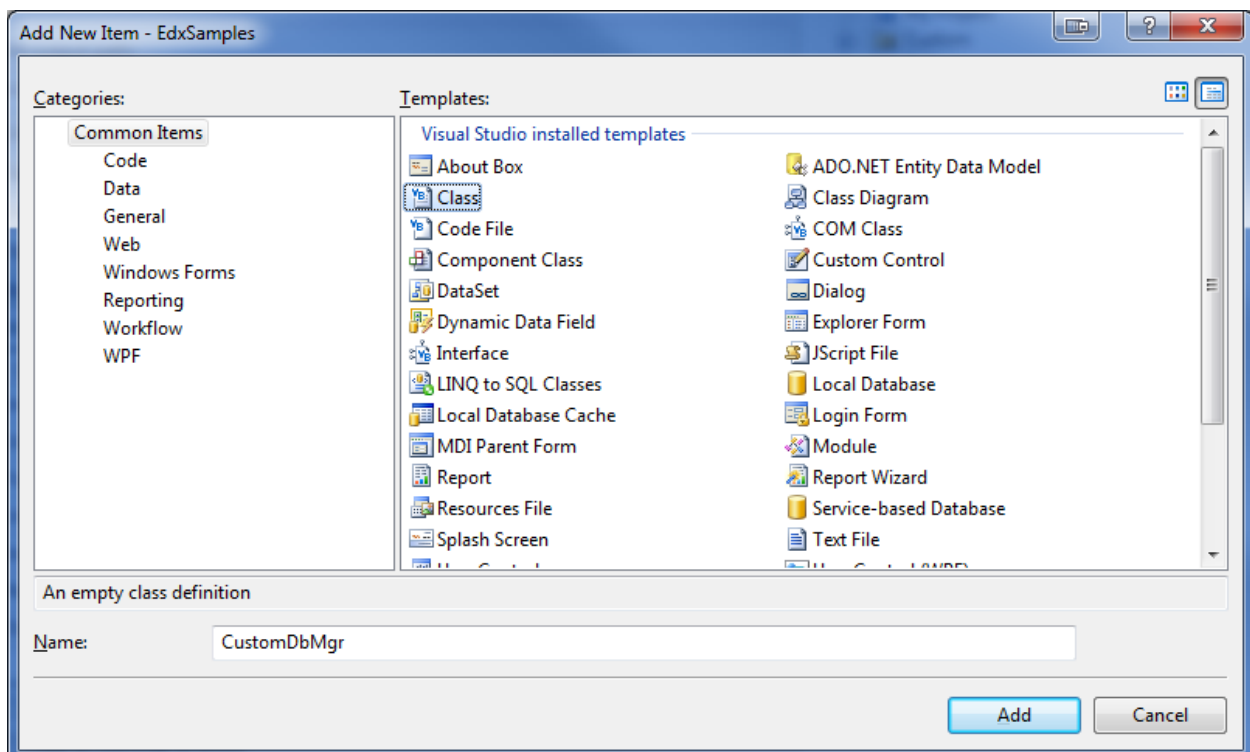 Add New Item - EdxSamples
Categories:
Templates:
Common Items
Code
Data
General
Web
Windows Forms
Reporting
Workflow
WPF
Visual Studio installed templates
About Box
ADO.NET Entity Data Model
Class
Class Diagram
Code File
COM Class
Component Class
Custom Control
DataSet
Dialog
Dynamic Data Field
Explorer Form
Interface
JScript File
LINQ to SQL Classes
Local Database
Local Database Cache
Login Form
MDI Parent Form
Module
Report
Report Wizard
Resources File
Service-based Database
Splash Screen
Text File
An empty class definition
Name:
CustomDbMgr
Add
Cancel